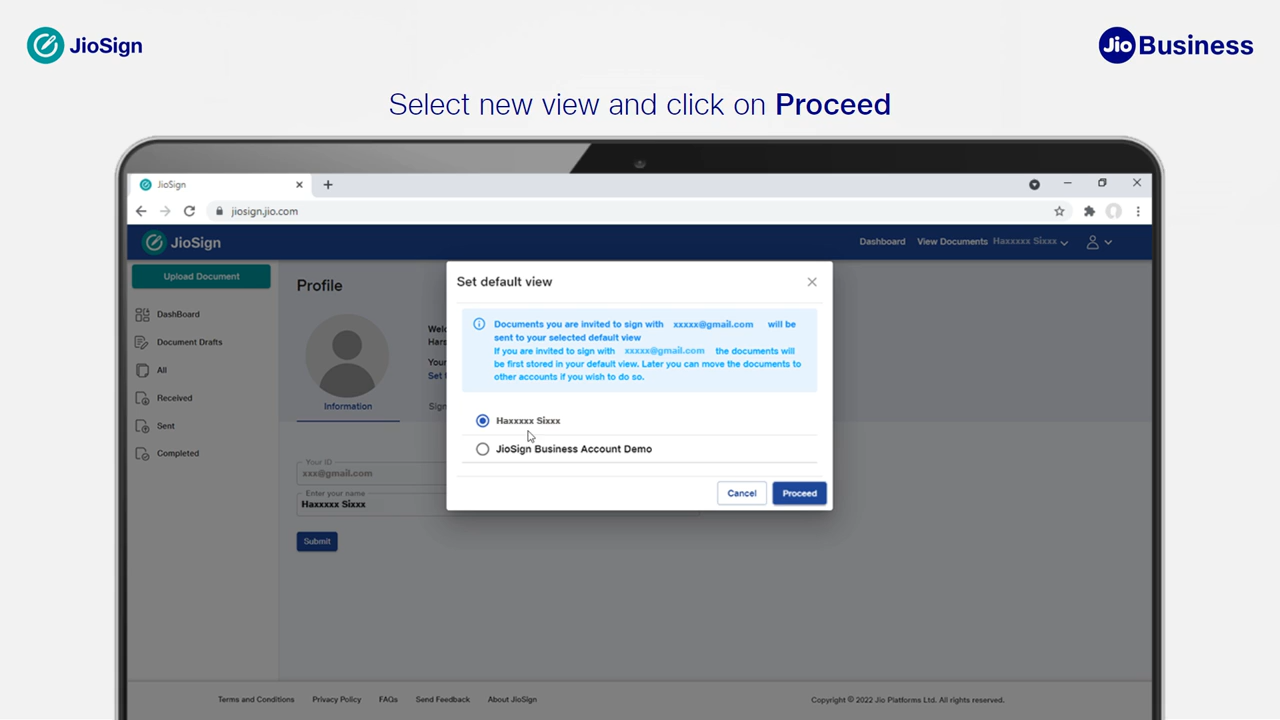 JioSign
Jio Business
Select new view and click on Proceed
JioSign
jiosign.jio.com
JioSign
Dashboard View Documents Haxxxxx Sixxx
Upload Document
DashBoard
Document Drafts
All
Received
Sent
Completed
Profile
Welc
Hars
Your
Set
Information
Sign
Your ID
xxx@gmail.com
Enter your name
Haxxxxx Sixxx
Submit
Set default view
Documents you are invited to sign with xxxxx@gmail.com will be
sent to your selected default view
If you are invited to sign with xxxxx@gmail.com the documents will
be first stored in your default view. Later you can move the documents to
other accounts if you wish to do so.
Haxxxxx Sixxx
JioSign Business Account Demo
Cancel Proceed
Terms and Conditions Privacy Policy FAQs Send Feedback About JioSign
Copyright © 2022 Jio Platforms Ltd. All rights reserved.